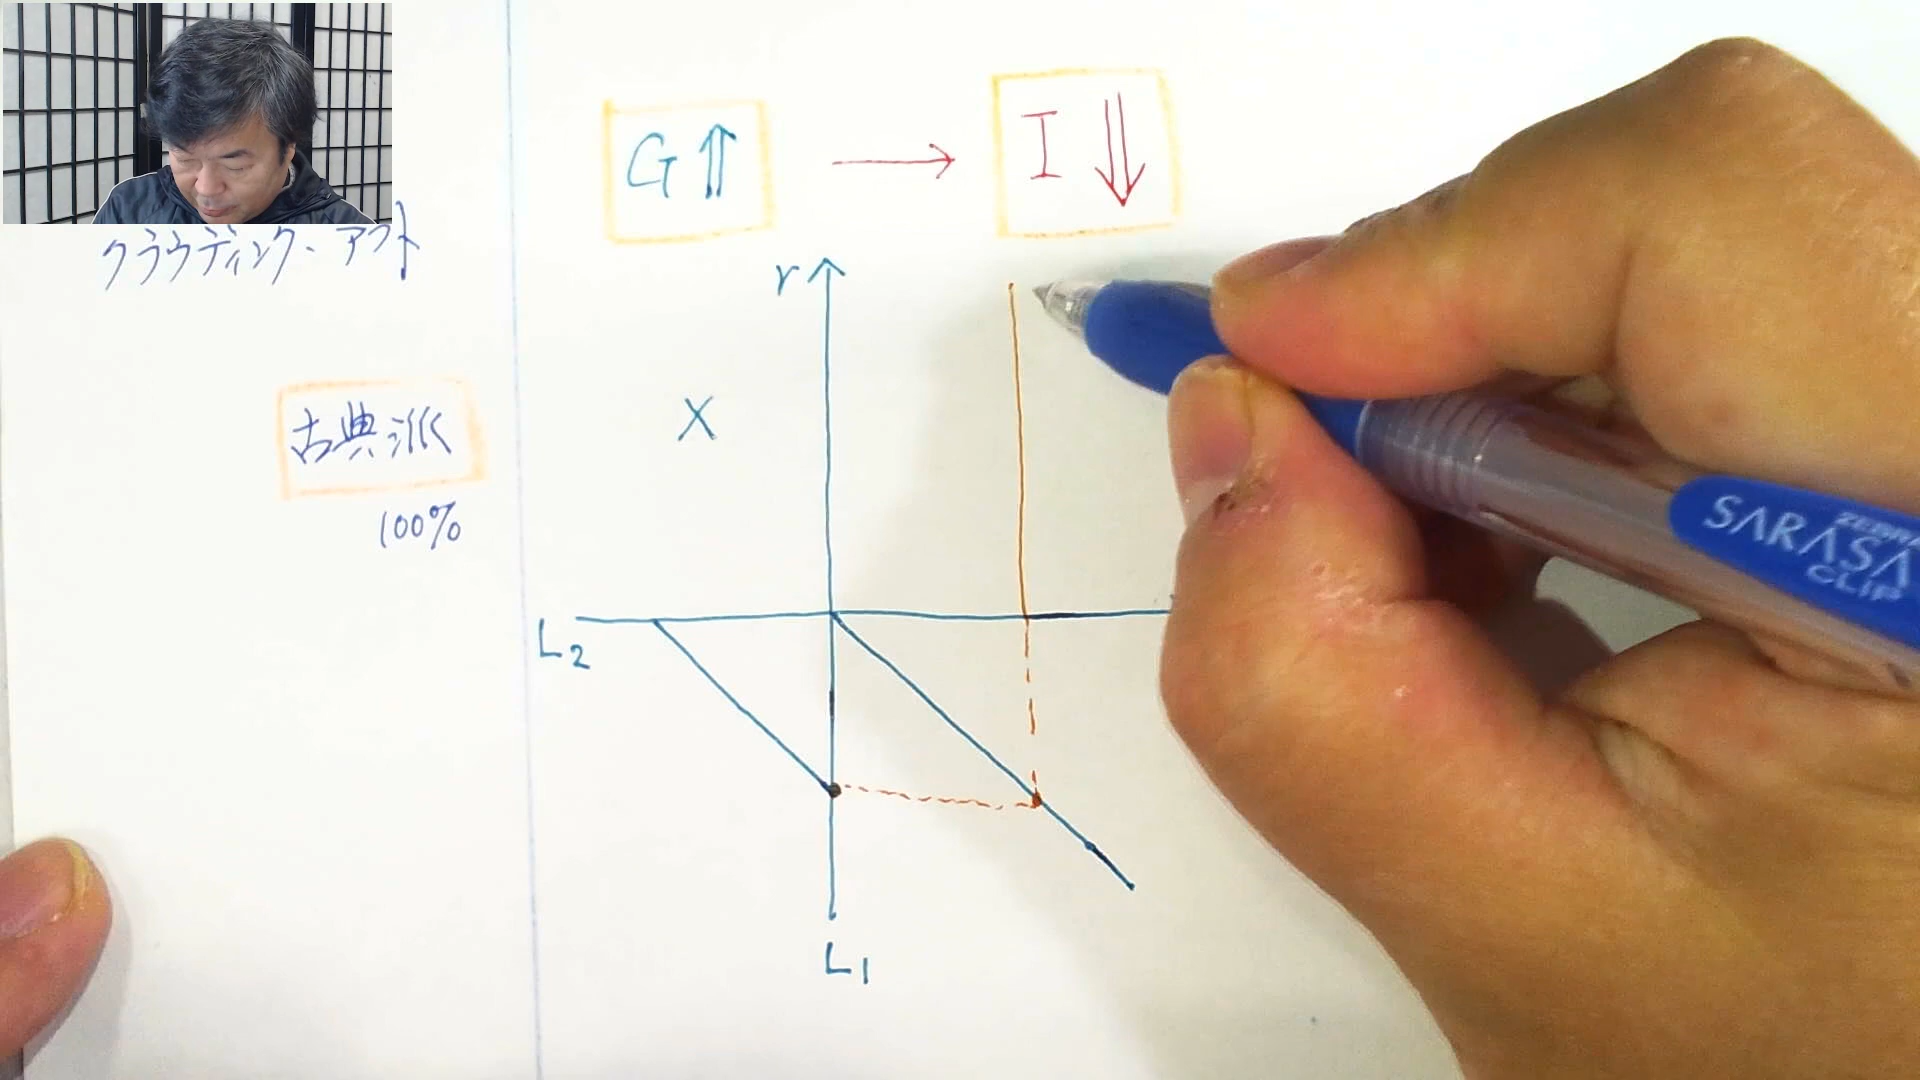 クラウディング・アウト
古典派
100%
G⇑ → I⇓
r
X
L2
L1
ZEBRA
SARASA
CLIP